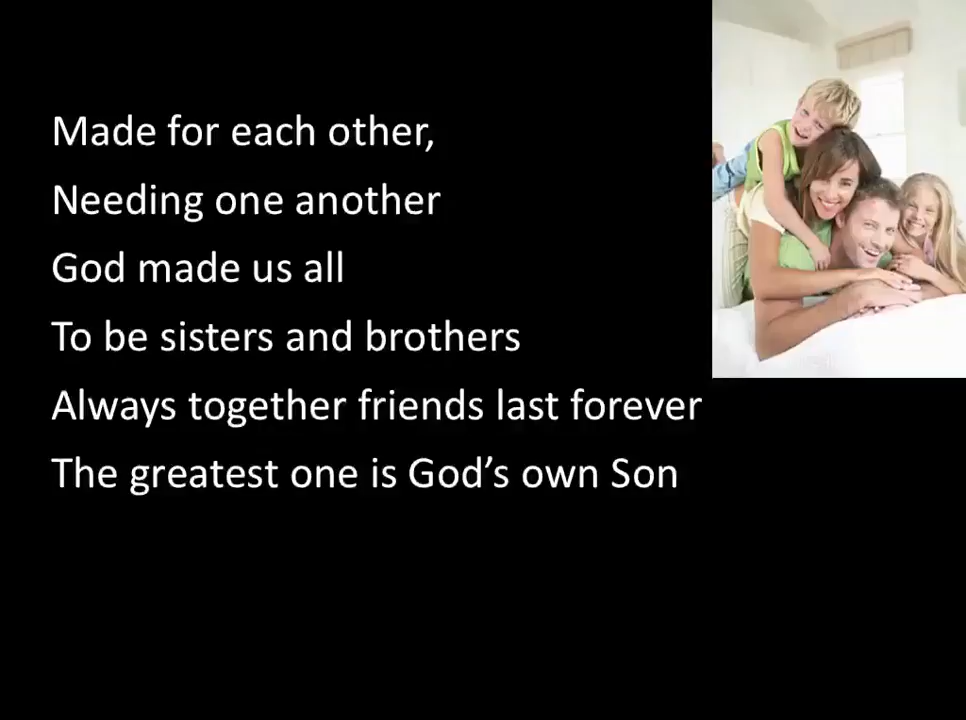 Made for each other,
Needing one another
God made us all
To be sisters and brothers
Always together friends last forever
The greatest one is God’s own Son